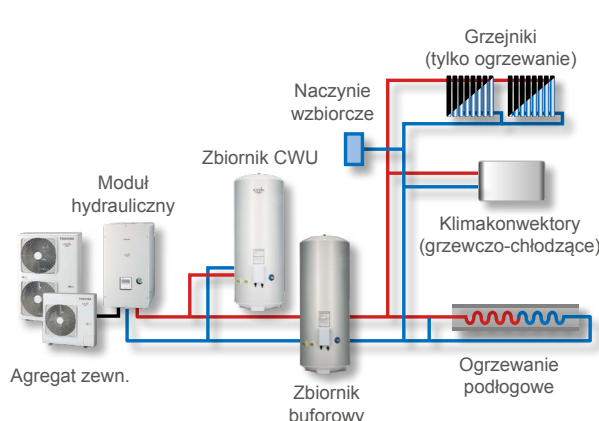 Grzejniki
(tylko ogrzewanie)
Naczynie
wzbiorcze
Zbiornik CWU
Moduł
hydrauliczny
Klimakonwektory
(grzewczo-chłodzące)
Agregat zewn.
Ogrzewanie
podłogowe
Zbiornik
buforowy